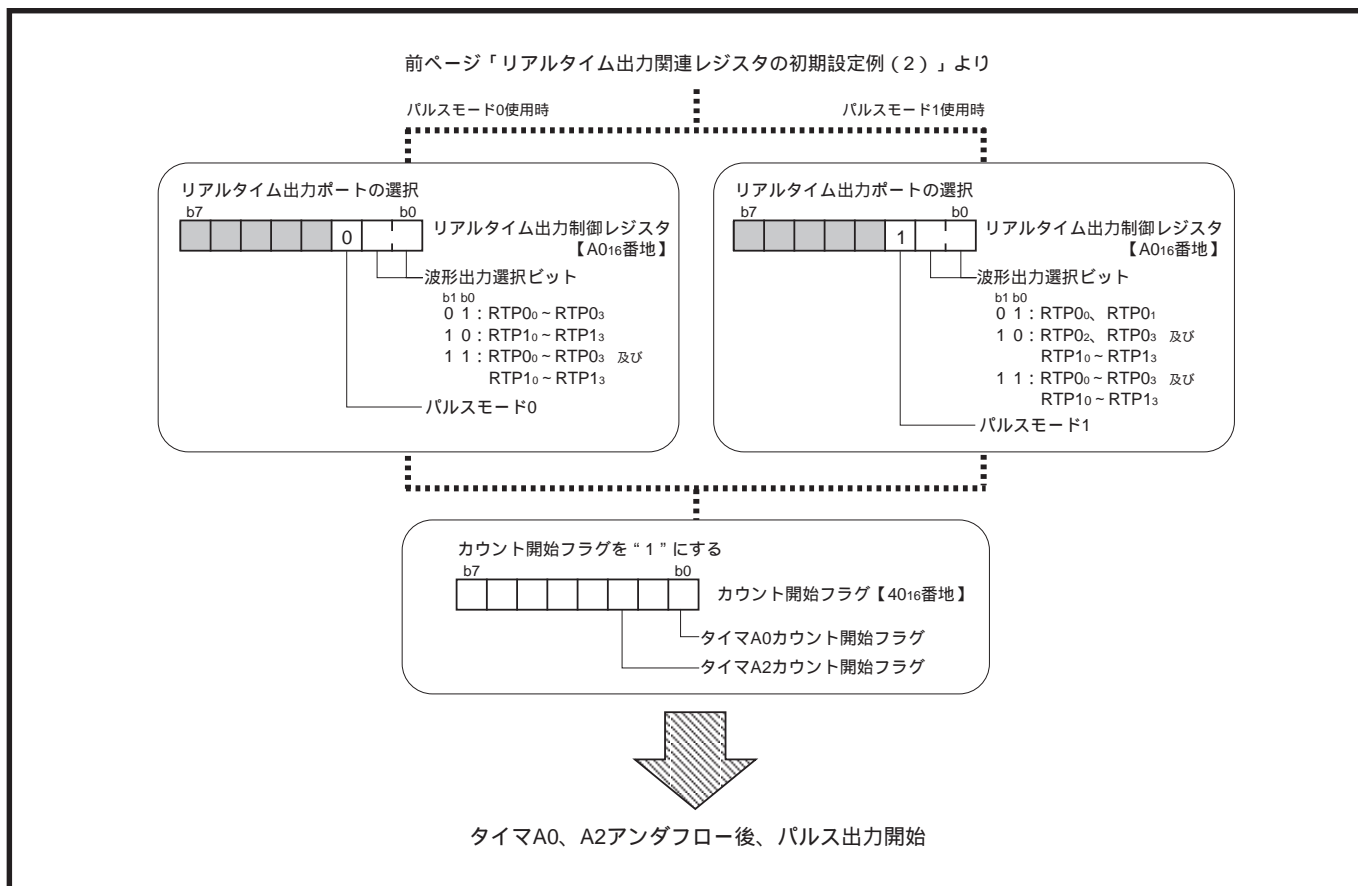 前ページ「リアルタイム出力関連レジスタの初期設定例(2)」より
パルスモード0使用時
パルスモード1使用時
リアルタイム出力ポートの選択
b7 b0
0
リアルタイム出力制御レジスタ
【A016番地】
波形出力選択ビット
b1 b0
0 1:RTP00~RTP03
1 0:RTP10~RTP13
1 1:RTP00~RTP03 及び
RTP10~RTP13
パルスモード0
リアルタイム出力ポートの選択
b7 b0
1
リアルタイム出力制御レジスタ
【A016番地】
波形出力選択ビット
b1 b0
0 1:RTP00、RTP01
1 0:RTP02、RTP03 及び
RTP10~RTP13
1 1:RTP00~RTP03 及び
RTP10~RTP13
パルスモード1
カウント開始フラグを“1”にする
b7 b0
カウント開始フラグ【4016番地】
タイマA0カウント開始フラグ
タイマA2カウント開始フラグ
タイマA0、A2アンダフロー後、パルス出力開始